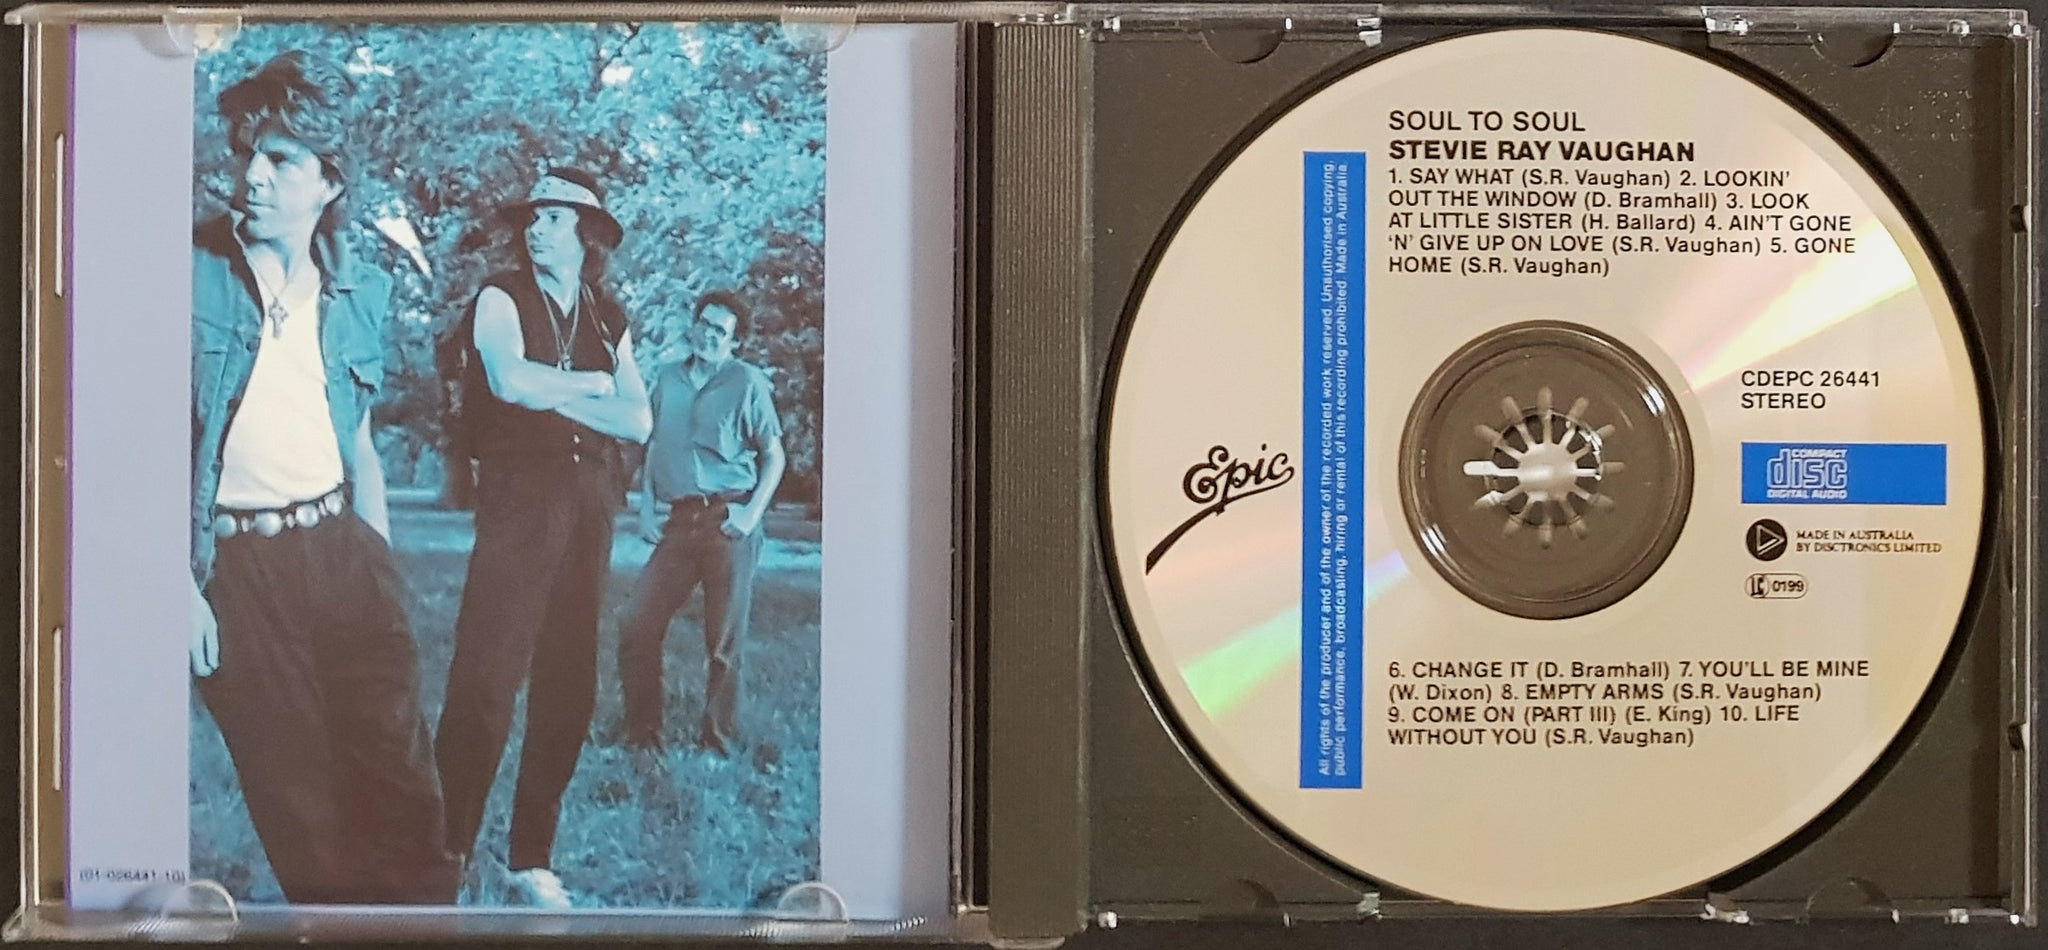 SOUL TO SOUL
STEVIE RAY VAUGHAN
1. SAY WHAT (S.R. Vaughan) 2. LOOKIN'
OUT THE WINDOW (D. Bramhall) 3. LOOK
AT LITTLE SISTER (H. Ballard) 4. AIN'T GONE
'N' GIVE UP ON LOVE (S.R. Vaughan) 5. GONE
HOME (S.R. Vaughan)
All rights of the producer and of the owner of the recorded work reserved. Unauthorised copying,
public performance, broadcasting, hiring or rental of this recording prohibited. Made in Australia
CDEPC 26441
STEREO
Epic
COMPACT
disc
DIGITAL AUDIO
MADE IN AUSTRALIA
BY DISCTRONICS LIMITED
LC 0199
6. CHANGE IT (D. Bramhall) 7. YOU'LL BE MINE
(W. Dixon) 8. EMPTY ARMS (S.R. Vaughan)
9. COME ON (PART III) (E. King) 10. LIFE
WITHOUT YOU (S.R. Vaughan)